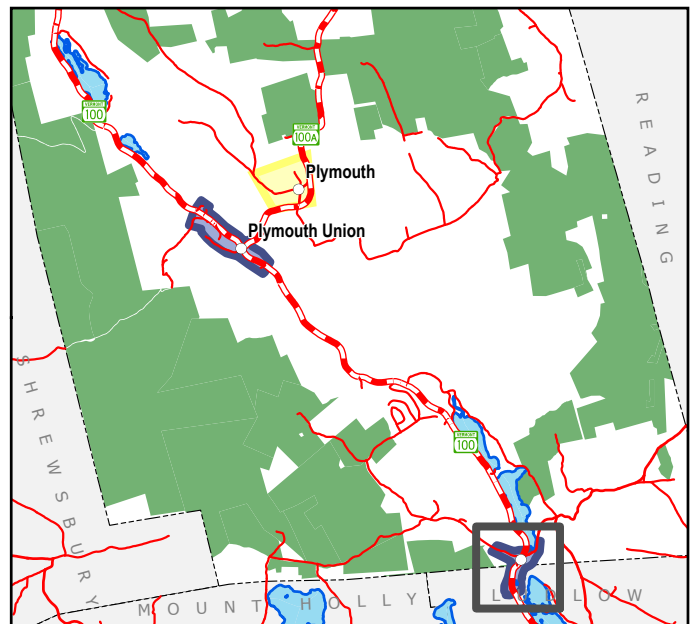 VERMONT
100
VERMONT
100A
READING
Plymouth
Plymouth Union
SHREWSBURY
VERMONT
100
MOUNT HOLLY
LUDLOW